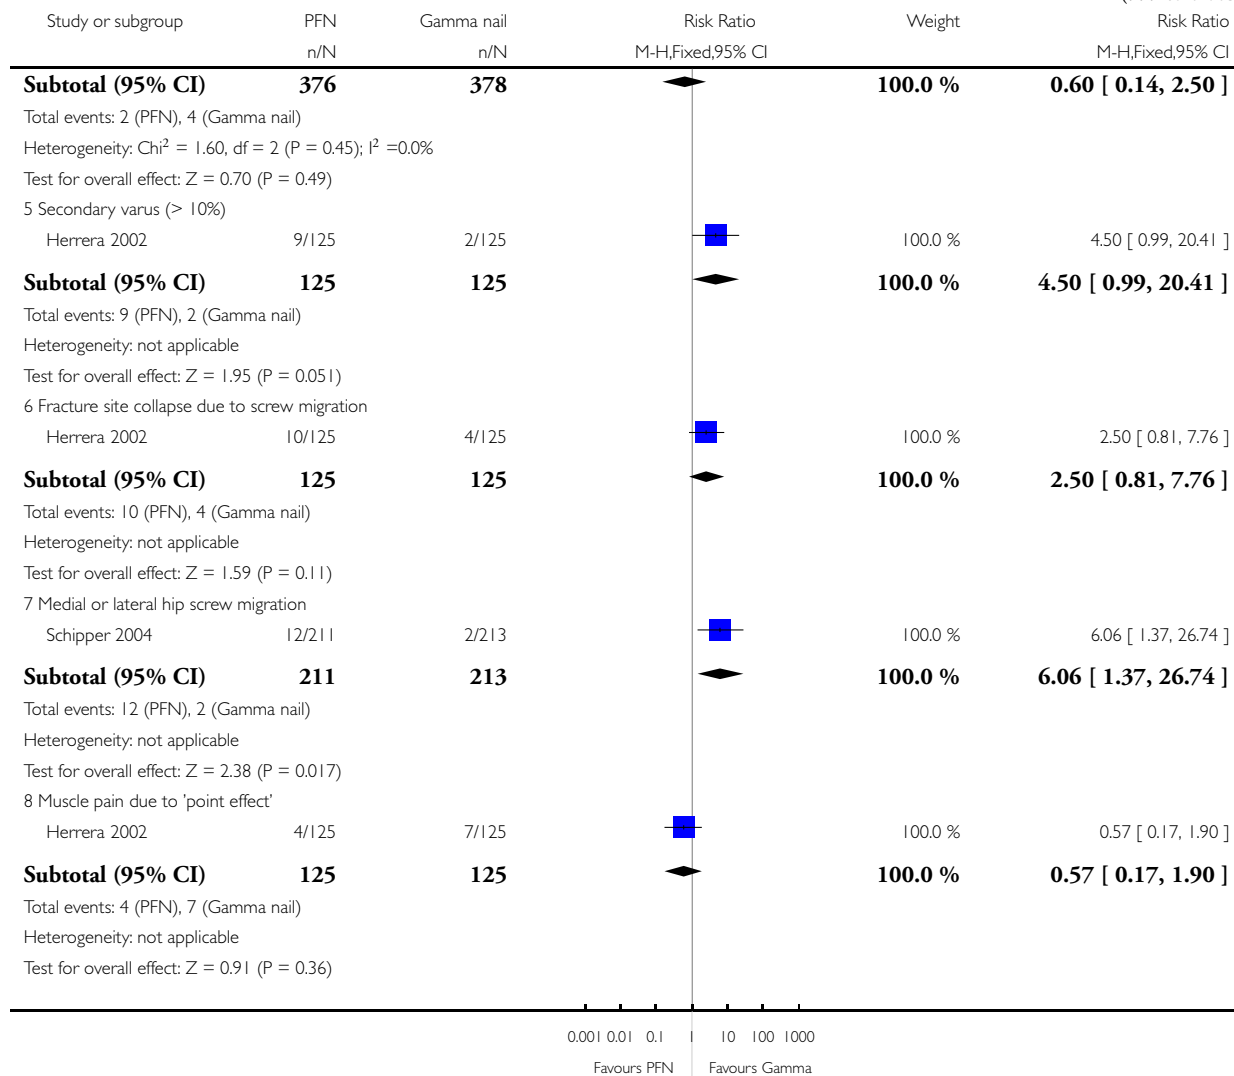 Study or subgroup PFN Gamma nail Risk Ratio Weight Risk Ratio
n/N n/N M-H,Fixed,95% CI M-H,Fixed,95% CI
Subtotal (95% CI) 376 378 100.0 % 0.60 [ 0.14, 2.50 ]
Total events: 2 (PFN), 4 (Gamma nail)
Heterogeneity: Chi² = 1.60, df = 2 (P = 0.45); I² =0.0%
Test for overall effect: Z = 0.70 (P = 0.49)
5 Secondary varus (> 10%)
Herrera 2002 9/125 2/125 100.0 % 4.50 [ 0.99, 20.41 ]
Subtotal (95% CI) 125 125 100.0 % 4.50 [ 0.99, 20.41 ]
Total events: 9 (PFN), 2 (Gamma nail)
Heterogeneity: not applicable
Test for overall effect: Z = 1.95 (P = 0.051)
6 Fracture site collapse due to screw migration
Herrera 2002 10/125 4/125 100.0 % 2.50 [ 0.81, 7.76 ]
Subtotal (95% CI) 125 125 100.0 % 2.50 [ 0.81, 7.76 ]
Total events: 10 (PFN), 4 (Gamma nail)
Heterogeneity: not applicable
Test for overall effect: Z = 1.59 (P = 0.11)
7 Medial or lateral hip screw migration
Schipper 2004 12/211 2/213 100.0 % 6.06 [ 1.37, 26.74 ]
Subtotal (95% CI) 211 213 100.0 % 6.06 [ 1.37, 26.74 ]
Total events: 12 (PFN), 2 (Gamma nail)
Heterogeneity: not applicable
Test for overall effect: Z = 2.38 (P = 0.017)
8 Muscle pain due to 'point effect'
Herrera 2002 4/125 7/125 100.0 % 0.57 [ 0.17, 1.90 ]
Subtotal (95% CI) 125 125 100.0 % 0.57 [ 0.17, 1.90 ]
Total events: 4 (PFN), 7 (Gamma nail)
Heterogeneity: not applicable
Test for overall effect: Z = 0.91 (P = 0.36)
0.001 0.01 0.1 1 10 100 1000
Favours PFN Favours Gamma